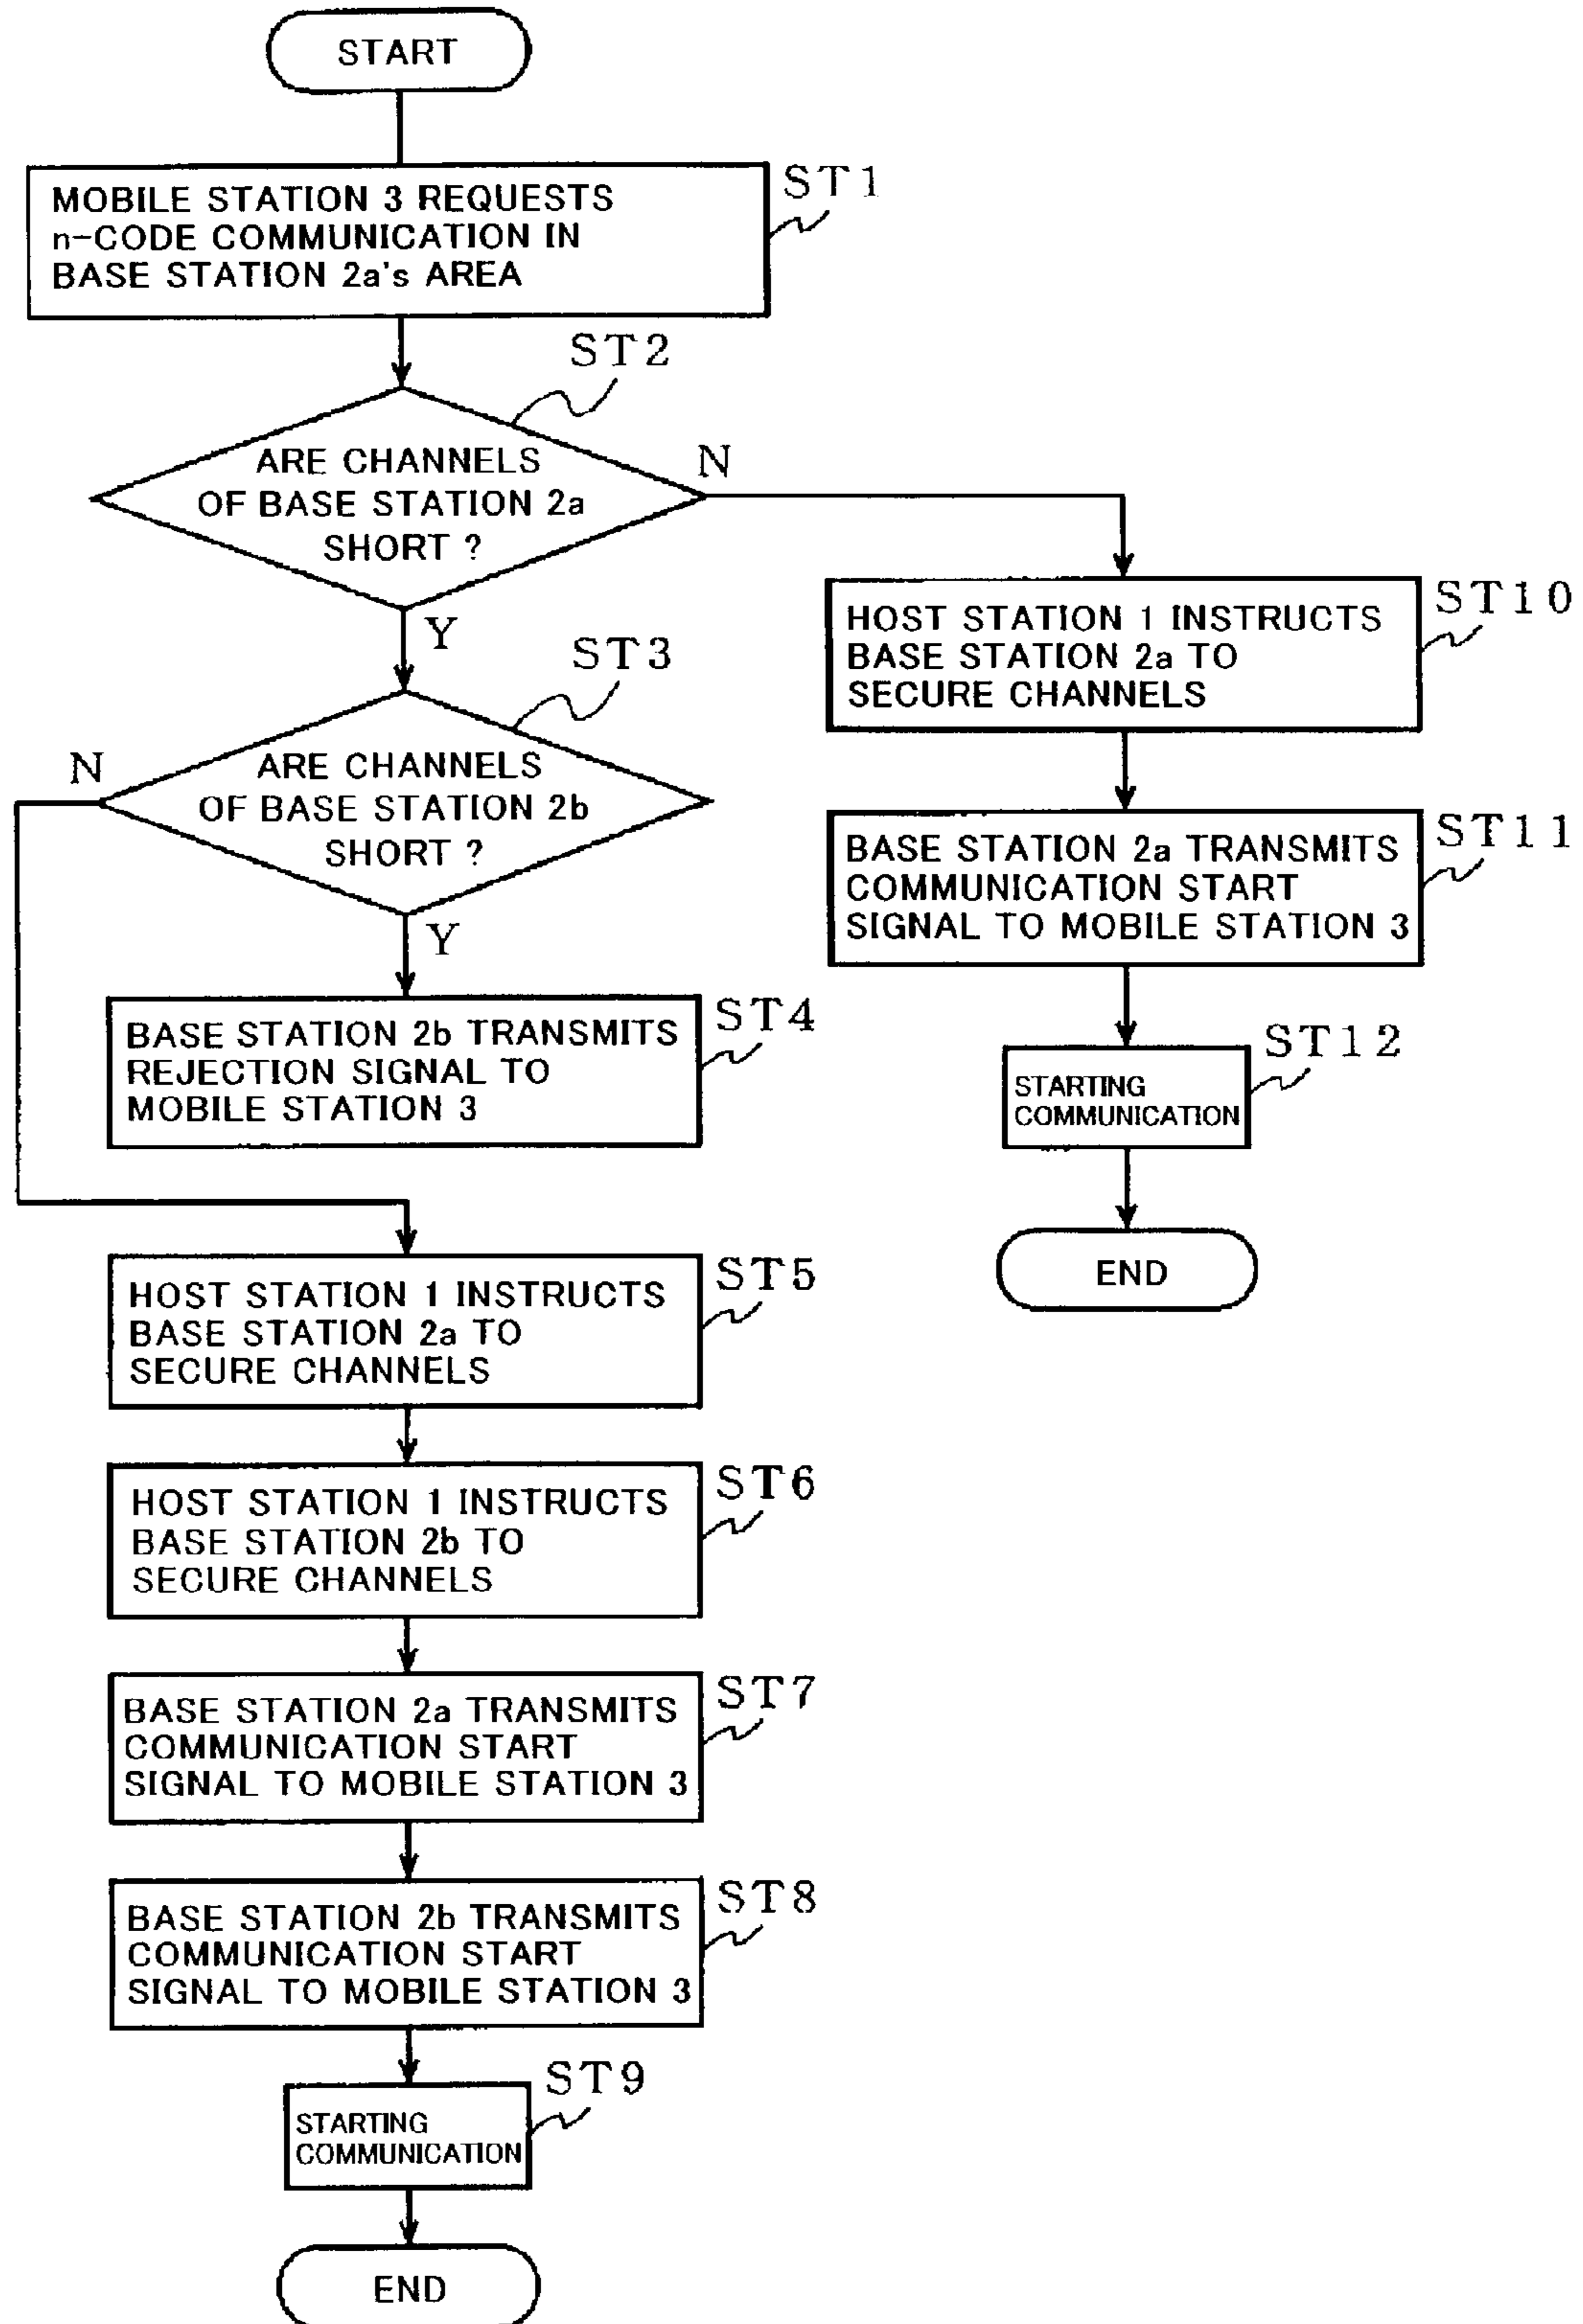 START
MOBILE STATION 3 REQUESTS
n-CODE COMMUNICATION IN
BASE STATION 2a's AREA
ST1
ST2
ARE CHANNELS
OF BASE STATION 2a
SHORT ?
N
Y
ST3
ARE CHANNELS
OF BASE STATION 2b
SHORT ?
N
Y
BASE STATION 2b TRANSMITS
REJECTION SIGNAL TO
MOBILE STATION 3
ST4
HOST STATION 1 INSTRUCTS
BASE STATION 2a TO
SECURE CHANNELS
ST5
HOST STATION 1 INSTRUCTS
BASE STATION 2b TO
SECURE CHANNELS
ST6
BASE STATION 2a TRANSMITS
COMMUNICATION START
SIGNAL TO MOBILE STATION 3
ST7
BASE STATION 2b TRANSMITS
COMMUNICATION START
SIGNAL TO MOBILE STATION 3
ST8
STARTING
COMMUNICATION
ST9
END
HOST STATION 1 INSTRUCTS
BASE STATION 2a TO
SECURE CHANNELS
ST10
BASE STATION 2a TRANSMITS
COMMUNICATION START
SIGNAL TO MOBILE STATION 3
ST11
STARTING
COMMUNICATION
ST12
END